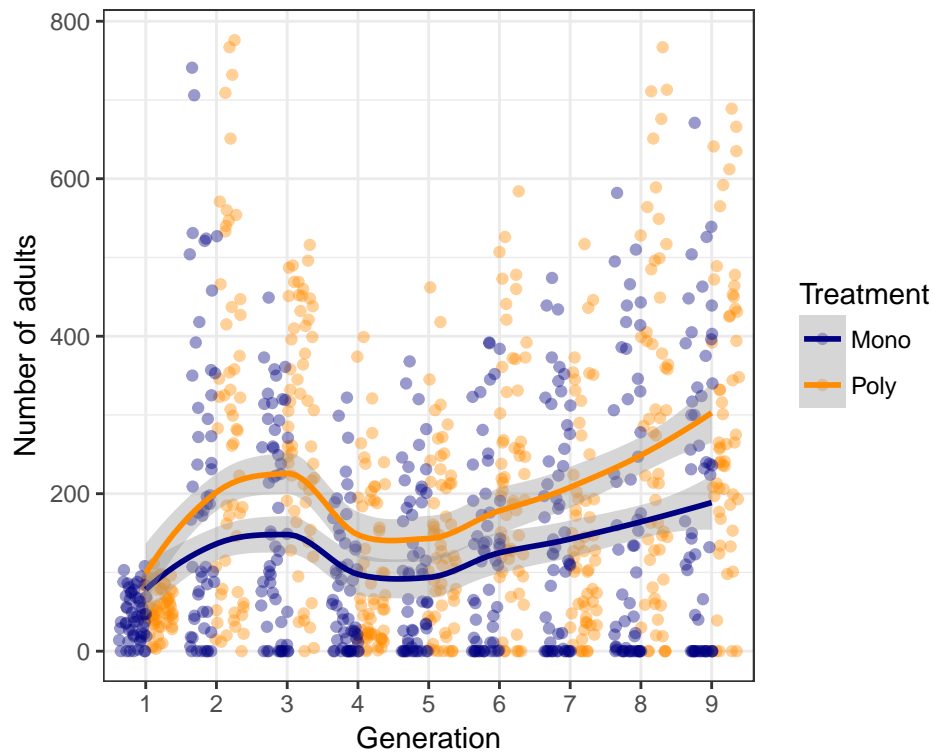 800
600
400
200
0
Number of adults
1 2 3 4 5 6 7 8 9
Generation
Treatment
Mono
Poly